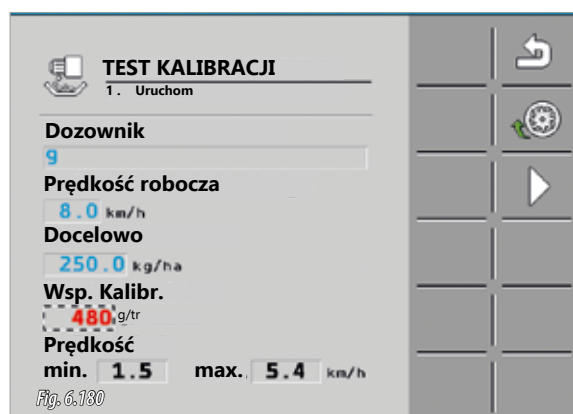 TEST KALIBRACJI
1. Uruchom
Dozownik
g
Prędkość robocza
8.0 km/h
Docelowo
250.0 kg/ha
Wsp. Kalibr.
480 g/tr
Prędkość
min. 1.5 max. 5.4 km/h
Fig. 6.180